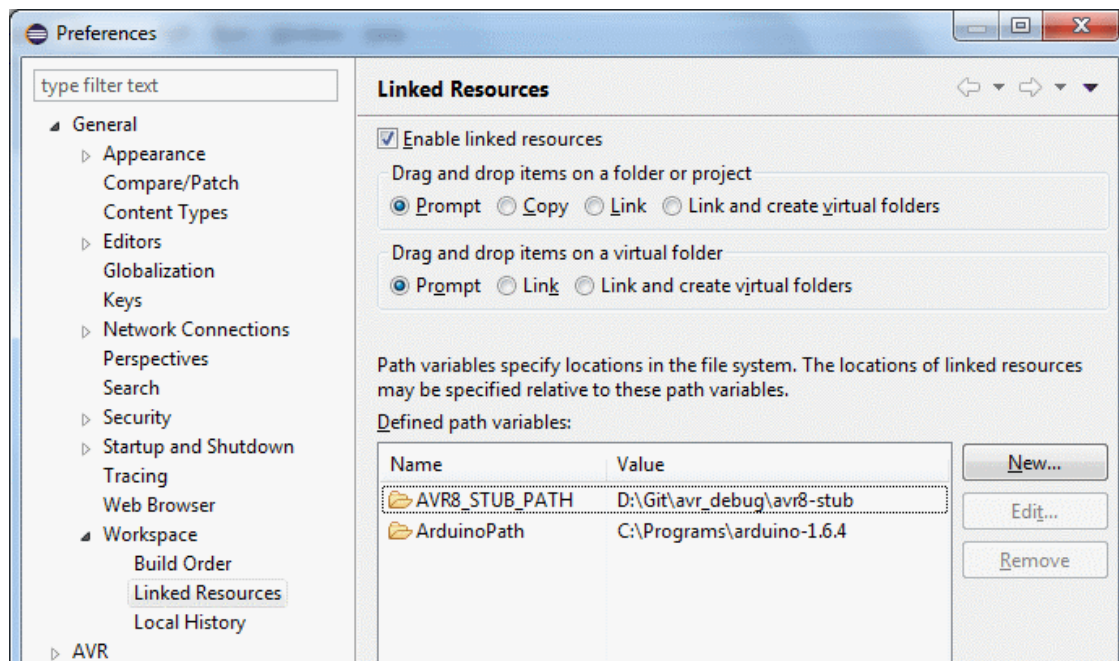 Preferences
type filter text
General
Appearance
Compare/Patch
Content Types
Editors
Globalization
Keys
Network Connections
Perspectives
Search
Security
Startup and Shutdown
Tracing
Web Browser
Workspace
Build Order
Linked Resources
Local History
AVR
Linked Resources
Enable linked resources
Drag and drop items on a folder or project
Prompt Copy Link Link and create virtual folders
Drag and drop items on a virtual folder
Prompt Link Link and create virtual folders
Path variables specify locations in the file system. The locations of linked resources
may be specified relative to these path variables.
Defined path variables:
Name Value
AVR8_STUB_PATH D:\Git\avr_debug\avr8-stub
ArduinoPath C:\Programs\arduino-1.6.4
New...
Edit...
Remove